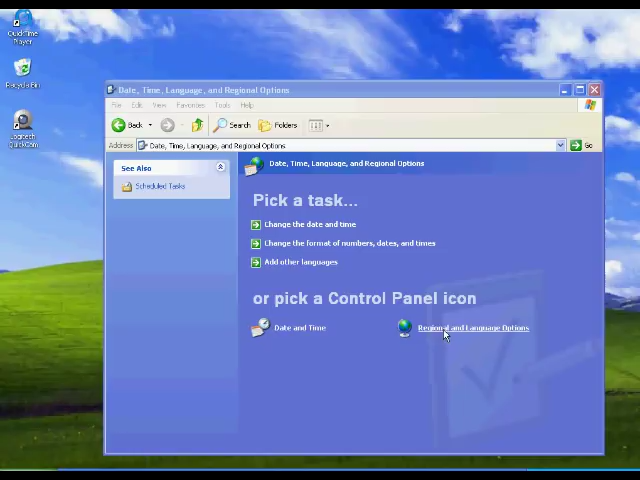 QuickTime
Player
Recycle Bin
Logitech
QuickCam
Date, Time, Language, and Regional Options
File Edit View Favorites Tools Help
Back Search Folders
Address Date, Time, Language, and Regional Options Go
See Also
Scheduled Tasks
Date, Time, Language, and Regional Options
Pick a task...
Change the date and time
Change the format of numbers, dates, and times
Add other languages
or pick a Control Panel icon
Date and Time
Regional and Language Options